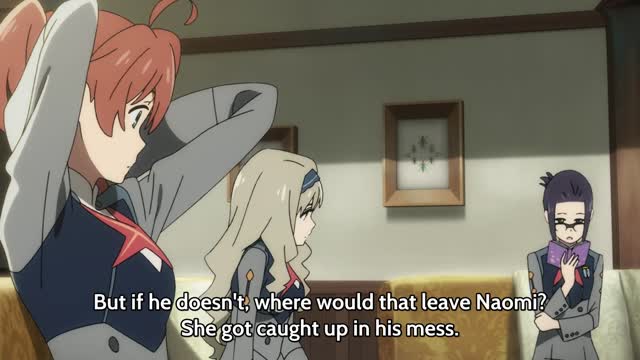 But if he doesn't, where would that leave Naomi?
She got caught up in his mess.